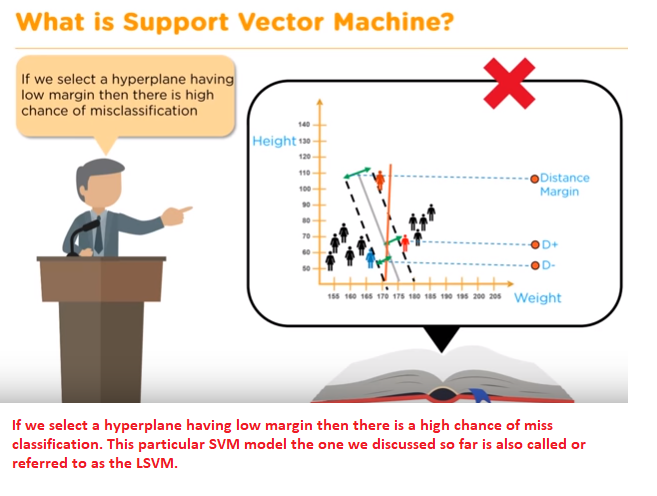 What is Support Vector Machine?
If we select a hyperplane having
low margin then there is high
chance of misclassification
Height
140
130
120
110
100
90
80
70
60
50
Distance
Margin
D+
D-
155 160 165 170 175 180 185 190 195 200 205
Weight
If we select a hyperplane having low margin then there is a high chance of miss
classification. This particular SVM model the one we discussed so far is also called or
referred to as the LSVM.